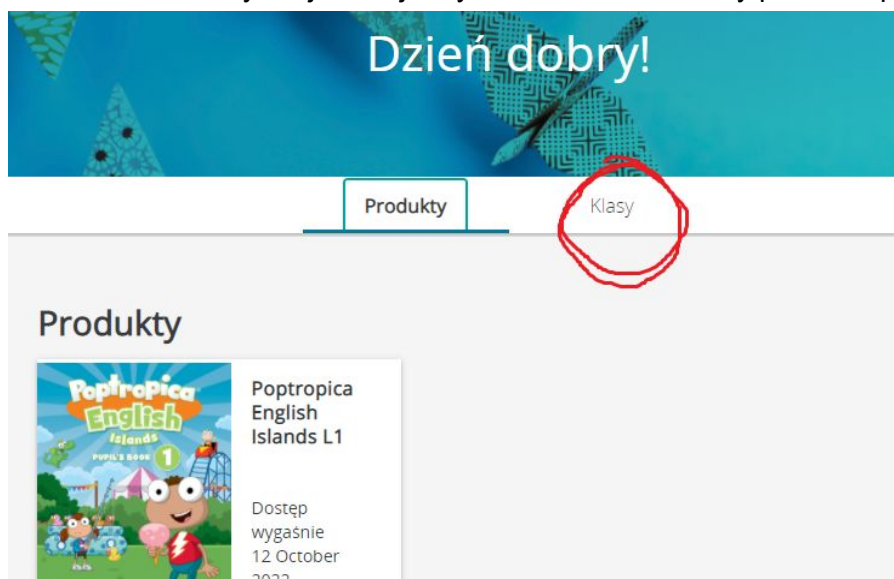 Dzień dobry!
Produkty
Klasy
Produkty
Poptropica
English
Islands
PUPIL'S BOOK 1
Poptropica
English
Islands L1
Dostęp
wygaśnie
12 October